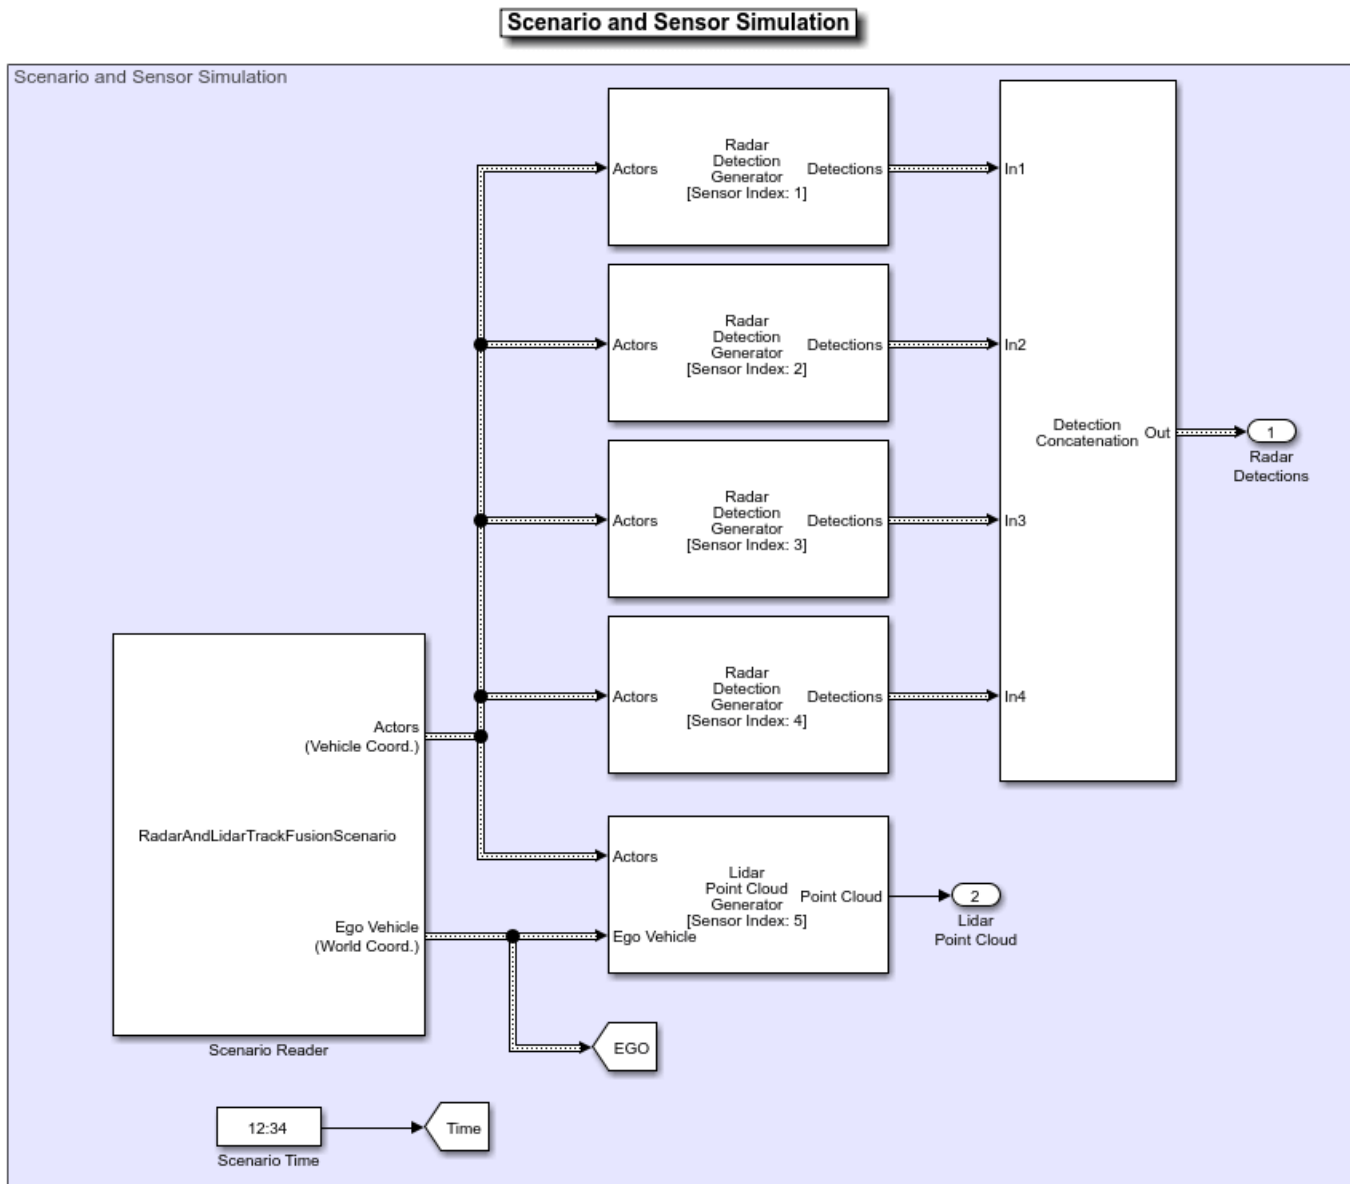 Scenario and Sensor Simulation
Scenario and Sensor Simulation
Actors
Radar
Detection
Generator
[Sensor Index: 1]
Detections
In1
Actors
Radar
Detection
Generator
[Sensor Index: 2]
Detections
In2
Detection
Concatenation
Out
1
Radar
Detections
Actors
Radar
Detection
Generator
[Sensor Index: 3]
Detections
In3
Actors
Radar
Detection
Generator
[Sensor Index: 4]
Detections
In4
Actors
(Vehicle Coord.)
RadarAndLidarTrackFusionScenario
Ego Vehicle
(World Coord.)
Scenario Reader
Actors
Lidar
Point Cloud
Generator
[Sensor Index: 5]
Ego Vehicle
Point Cloud
2
Lidar
Point Cloud
EGO
12:34
Scenario Time
Time